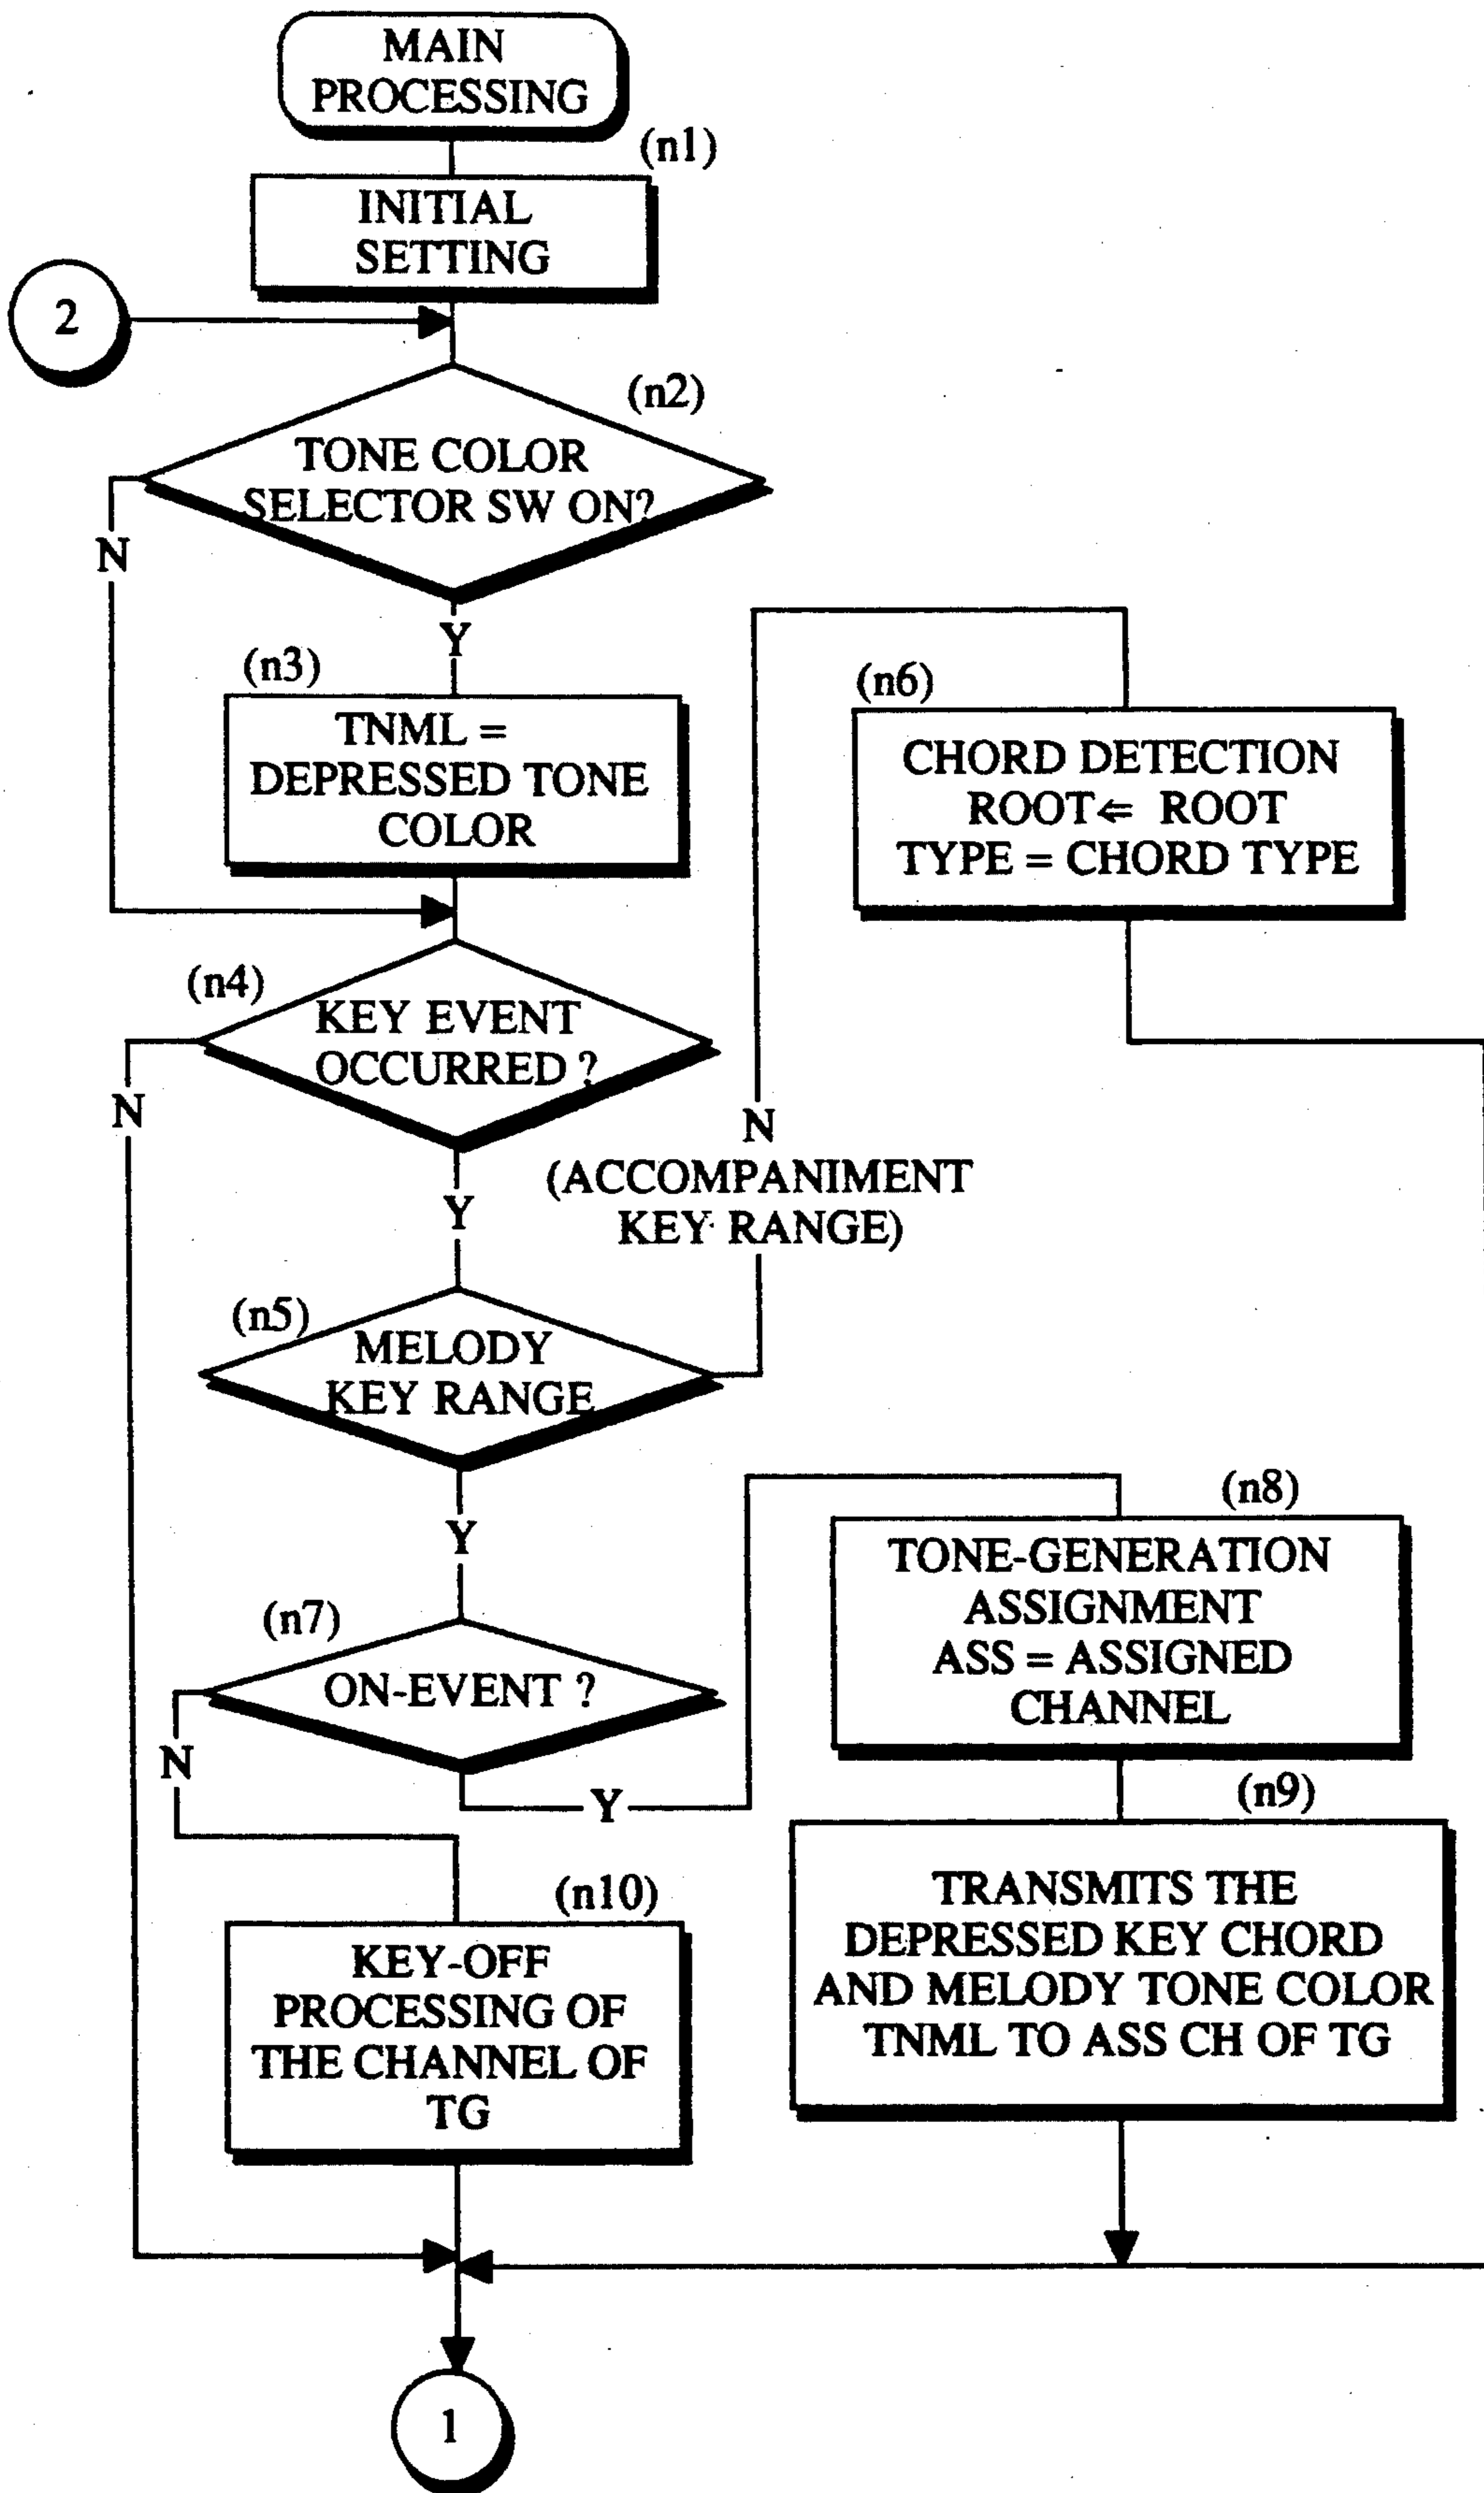 MAIN
PROCESSING
(n1)
INITIAL
SETTING
2
(n2)
TONE COLOR
SELECTOR SW ON?
N
Y
(n3)
TNML =
DEPRESSED TONE
COLOR
(n6)
CHORD DETECTION
ROOT⇐ ROOT
TYPE = CHORD TYPE
(n4)
KEY EVENT
OCCURRED ?
N
Y
N
(ACCOMPANIMENT
KEY RANGE)
(n5)
MELODY
KEY RANGE
Y
(n7)
ON-EVENT ?
N
Y
(n8)
TONE-GENERATION
ASSIGNMENT
ASS = ASSIGNED
CHANNEL
(n9)
TRANSMITS THE
DEPRESSED KEY CHORD
AND MELODY TONE COLOR
TNML TO ASS CH OF TG
(n10)
KEY-OFF
PROCESSING OF
THE CHANNEL OF
TG
1